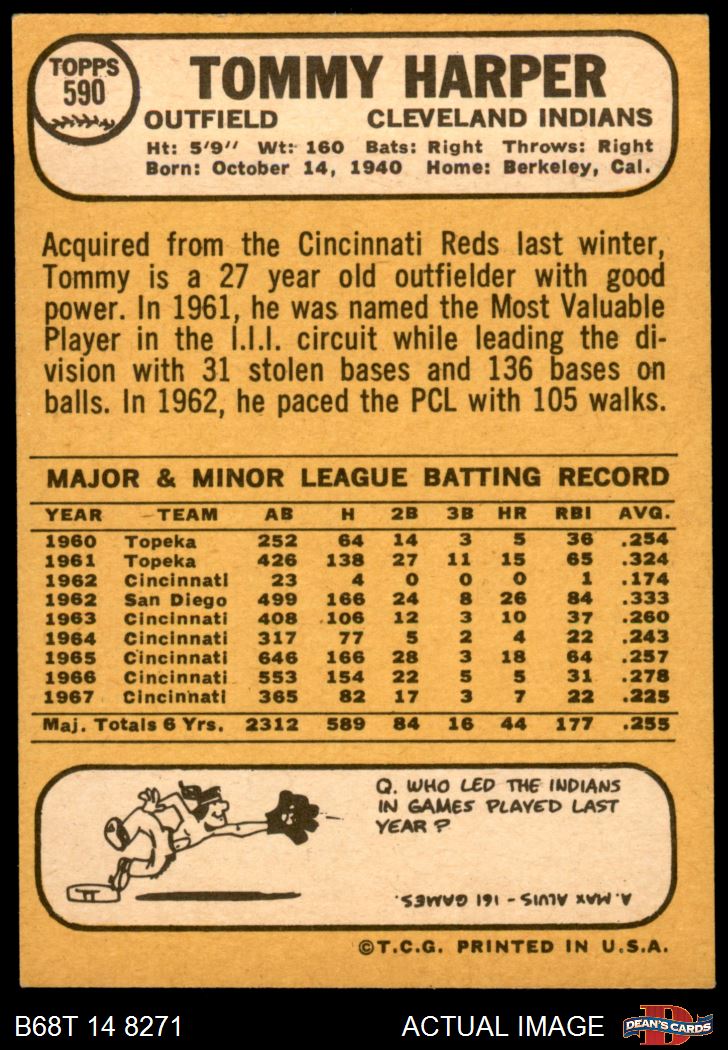 TOPPS
590
TOMMY HARPER
OUTFIELD CLEVELAND INDIANS
Ht: 5'9" Wt: 160 Bats: Right Throws: Right
Born: October 14, 1940 Home: Berkeley, Cal.
Acquired from the Cincinnati Reds last winter,
Tommy is a 27 year old outfielder with good
power. In 1961, he was named the Most Valuable
Player in the I.I.I. circuit while leading the di-
vision with 31 stolen bases and 136 bases on
balls. In 1962, he paced the PCL with 105 walks.
MAJOR & MINOR LEAGUE BATTING RECORD
YEAR TEAM AB H 2B 3B HR RBI AVG.
1960 Topeka 252 64 14 3 5 36 .254
1961 Topeka 426 138 27 11 15 65 .324
1962 Cincinnati 23 4 0 0 0 1 .174
1962 San Diego 499 166 24 8 26 84 .333
1963 Cincinnati 408 106 12 3 10 37 .260
1964 Cincinnati 317 77 5 2 4 22 .243
1965 Cincinnati 646 166 28 3 18 64 .257
1966 Cincinnati 553 154 22 5 5 31 .278
1967 Cincinnati 365 82 17 3 7 22 .225
Maj. Totals 6 Yrs. 2312 589 84 16 44 177 .255
Q. WHO LED THE INDIANS
IN GAMES PLAYED LAST
YEAR?
A. MAX ALVIS - 161 GAMES.
©T.C.G. PRINTED IN U.S.A.
B68T 14 8271 ACTUAL IMAGE D DEAN'S CARDS